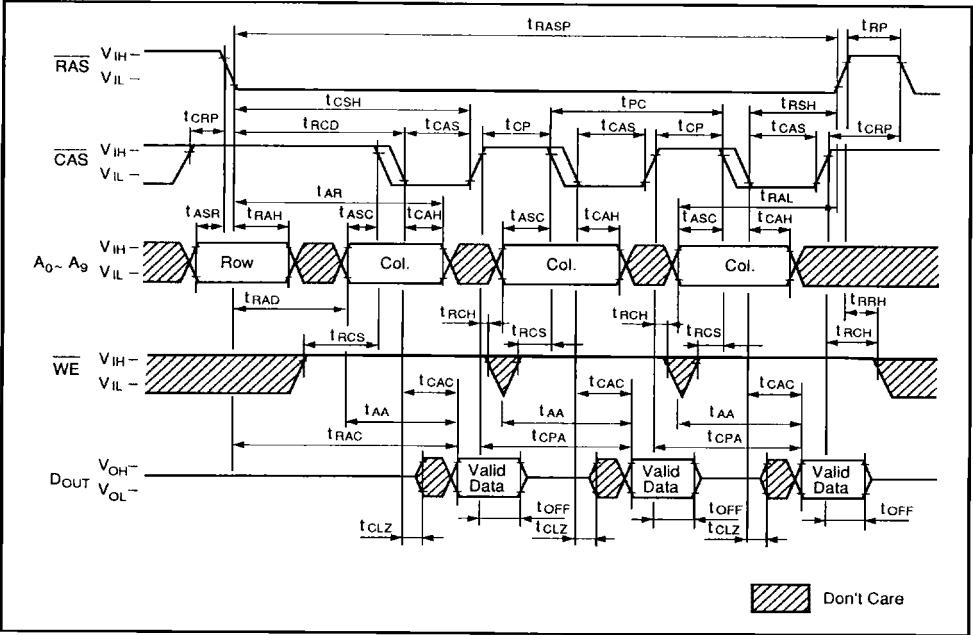 tRASP
tRP
RAS VIH
VIL
tCSH
tPC
tRSH
tCRP
tRCD
tCAS
tCP
tCAS
tCP
tCAS
tCRP
CAS VIH
VIL
tAR
tRAL
tASR
tRAH
tASC
tCAH
tASC
tCAH
tASC
tCAH
A0~ A9 VIH
VIL
Row
Col.
Col.
Col.
tRAD
tRCH
tRCH
tRRH
tRCS
tRCS
tRCS
tRCH
WE VIH
VIL
tCAC
tCAC
tCAC
tAA
tAA
tAA
tRAC
tCPA
tCPA
DOUT VOH
VOL
Valid Data
Valid Data
Valid Data
tOFF
tOFF
tOFF
tCLZ
tCLZ
tCLZ
Don't Care